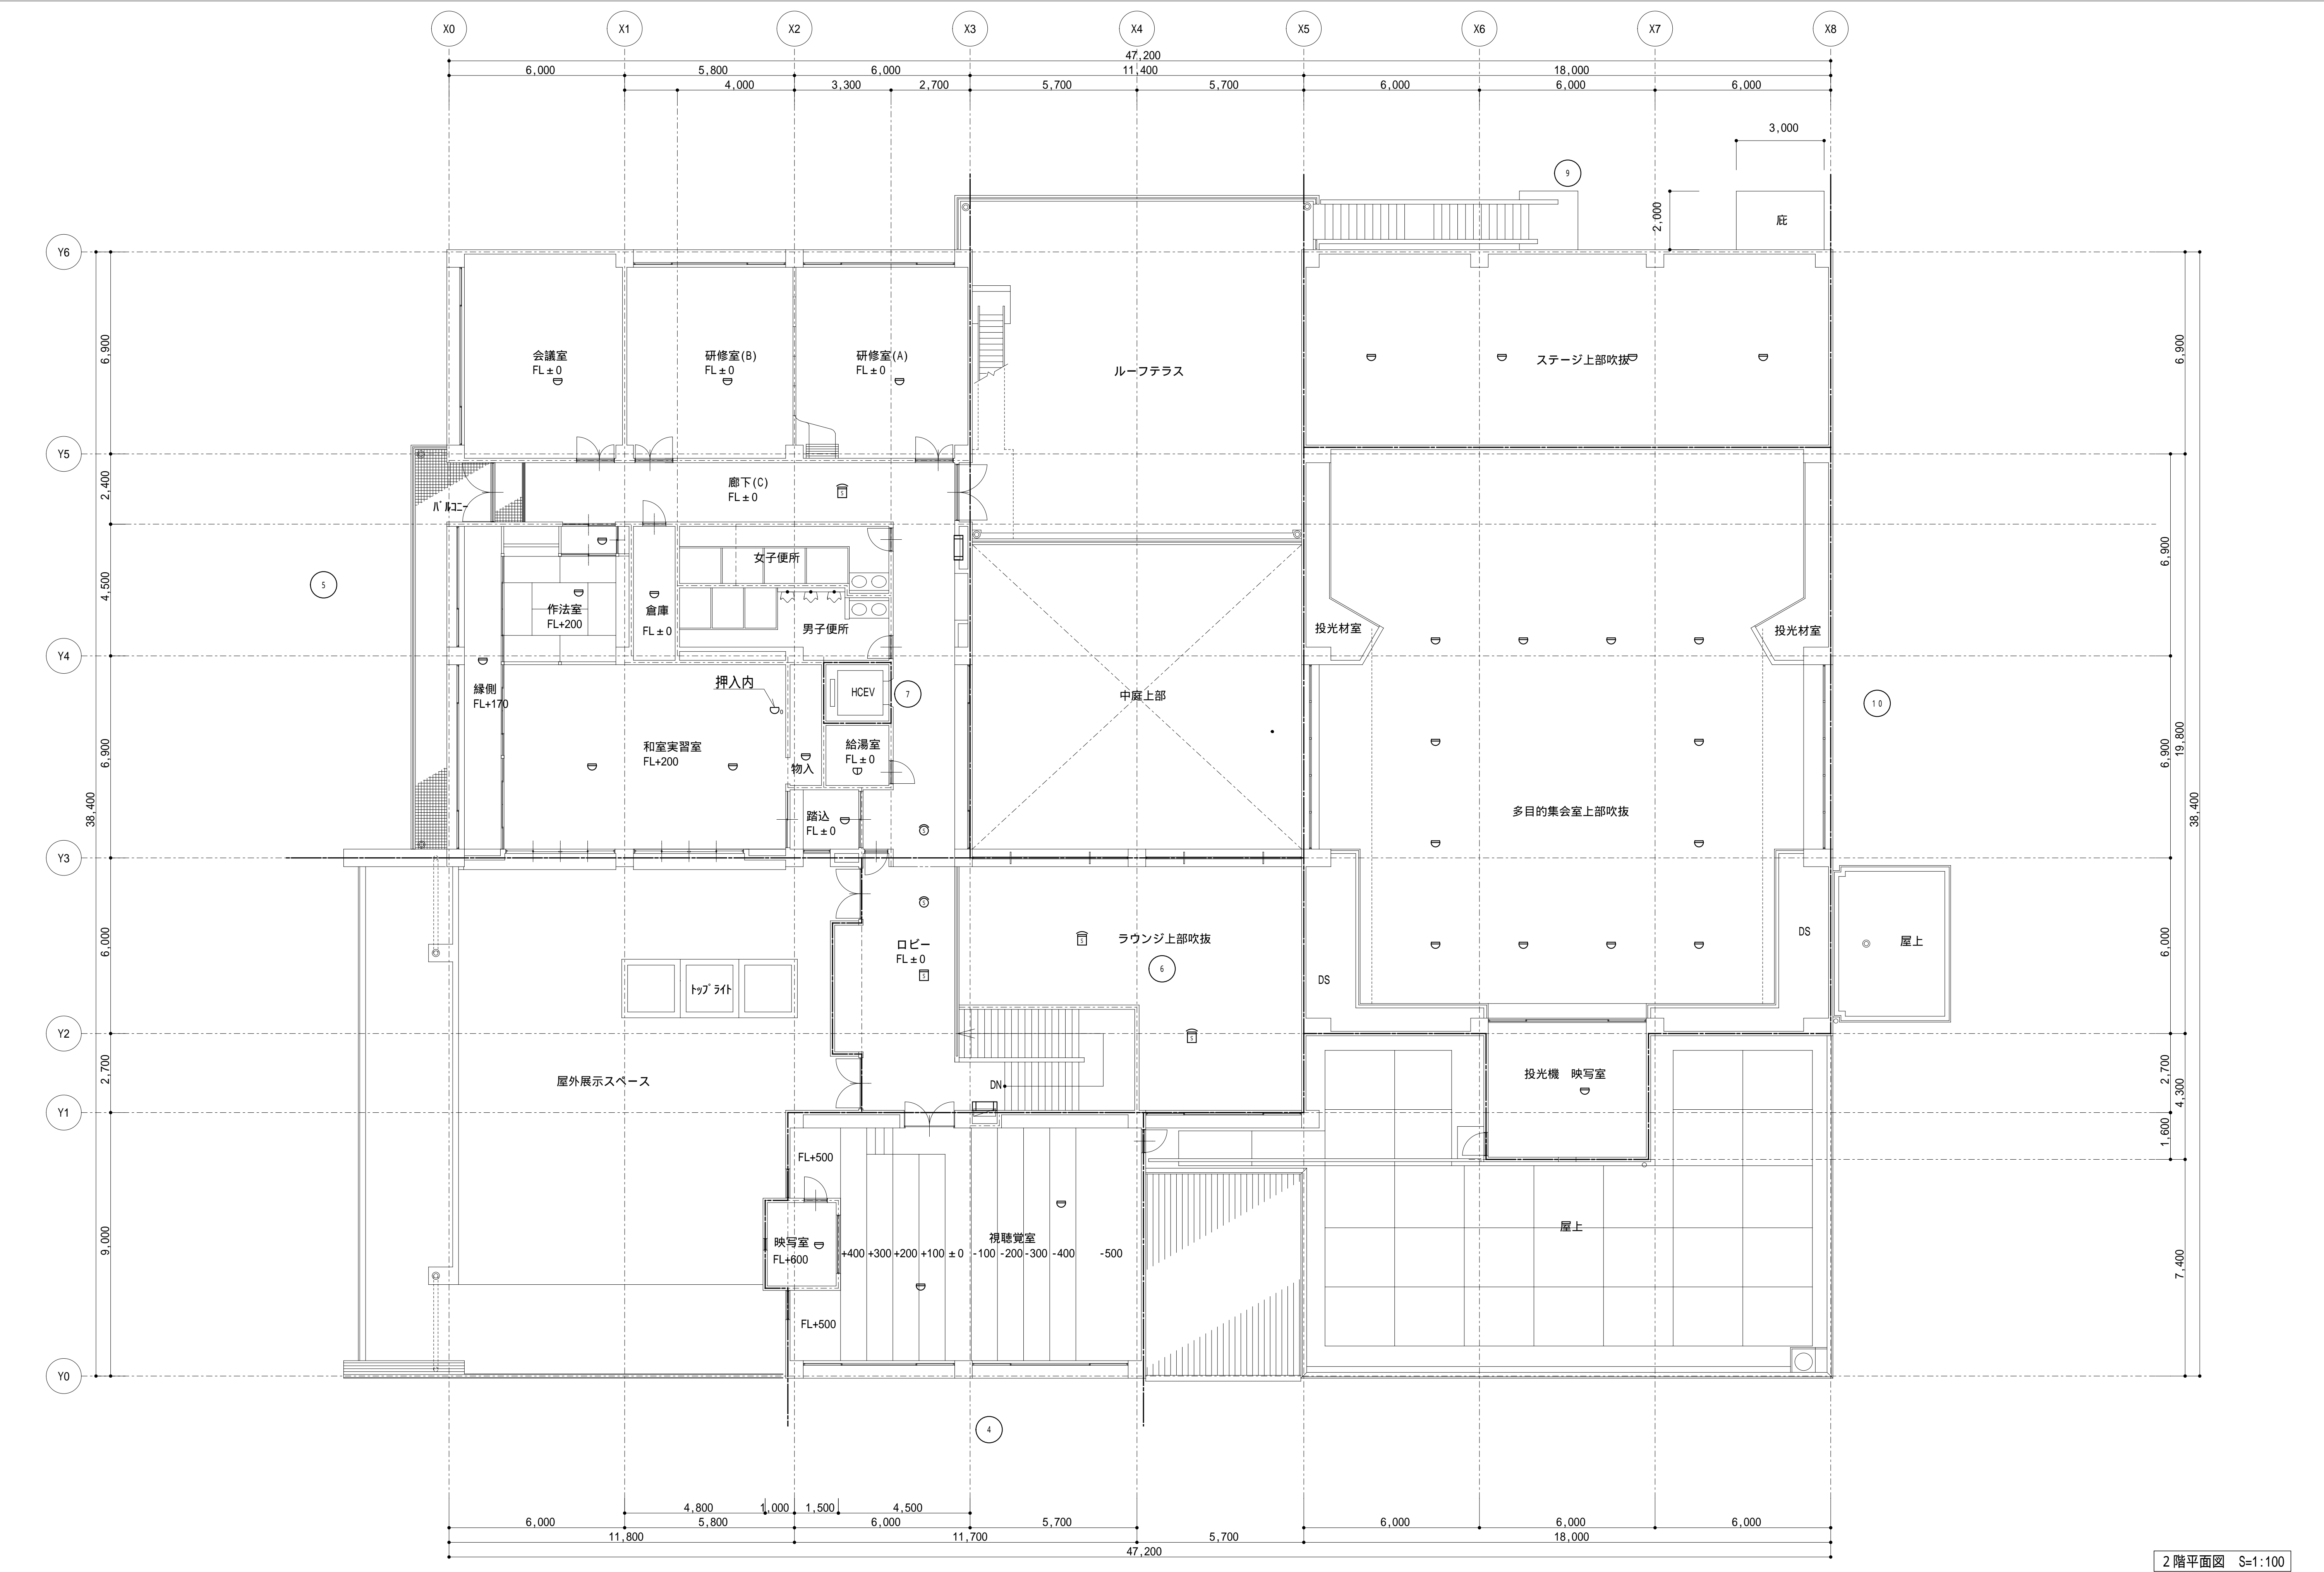 X0 X1 X2 X3 X4 X5 X6 X7 X8
47,200
6,000 5,800 6,000 11,400 18,000
4,000 3,300 2,700 5,700 5,700 6,000 6,000 6,000
3,000
9
2,000
庇
Y6
6,900
会議室
FL±0
研修室(B)
FL±0
研修室(A)
FL±0
ルーフテラス
ステージ上部吹抜
6,900
Y5
2,400
バルコニー
廊下(C)
FL±0
S
5
4,500
女子便所
作法室
FL+200
倉庫
FL±0
男子便所
投光材室
投光材室
6,900
Y4
縁側
FL+170
押入内
HCEV
7
中庭上部
10
6,900
38,400
和室実習室
FL+200
物入
給湯室
FL±0
踏込
FL±0
S
多目的集会室上部吹抜
6,900
19,800
38,400
Y3
S
6,000
ロビー
FL±0
S
S
ラウンジ上部吹抜
6
DS
DS
屋上
6,000
トップライト
Y2
S
2,700
屋外展示スペース
DN
投光機 映写室
2,700
4,300
Y1
1,600
FL+500
9,000
映写室
FL+600
視聴覚室
+400 +300 +200 +100 ±0 -100 -200 -300 -400 -500
屋上
7,400
FL+500
Y0
4
4,800 1,000 1,500 4,500
6,000 5,800 6,000 5,700 6,000 6,000 6,000
11,800 11,700 5,700 18,000
47,200
2階平面図 S=1:100